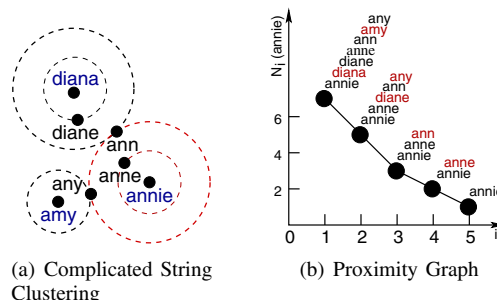 diana
diane
ann
anne
any
amy
annie
(a) Complicated String
Clustering
N_i (annie)
6
4
2
0
1
2
3
4
5
i
any
amy
ann
anne
diane
diana
annie
any
ann
diane
anne
annie
ann
anne
annie
anne
annie
annie
(b) Proximity Graph